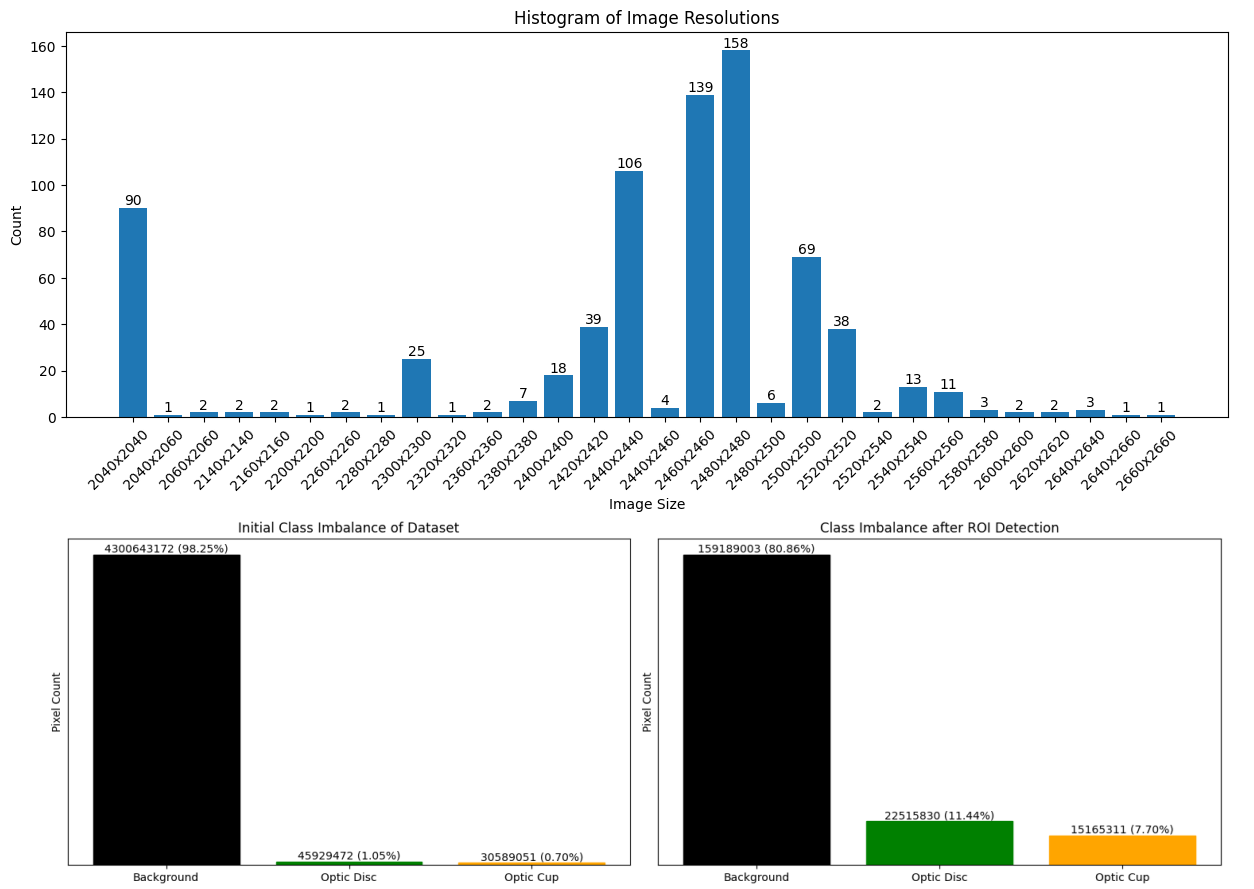 Histogram of Image Resolutions
160
140
120
100
80
60
40
20
0
Count
90
1
2
2
2
1
2
1
25
1
2
7
18
39
106
4
139
158
6
69
38
2
13
11
3
2
2
3
1
1
2040x2040
2040x2060
2060x2060
2140x2140
2160x2160
2200x2200
2260x2260
2280x2280
2300x2300
2320x2320
2360x2360
2380x2380
2400x2400
2420x2420
2440x2440
2440x2460
2460x2460
2480x2480
2480x2500
2500x2500
2520x2520
2520x2540
2540x2540
2560x2560
2580x2580
2600x2600
2620x2620
2640x2640
2640x2660
2660x2660
Image Size
Initial Class Imbalance of Dataset
Pixel Count
4300643172 (98.25%)
45929472 (1.05%)
30589051 (0.70%)
Background
Optic Disc
Optic Cup
Class Imbalance after ROI Detection
Pixel Count
159189003 (80.86%)
22515830 (11.44%)
15165311 (7.70%)
Background
Optic Disc
Optic Cup